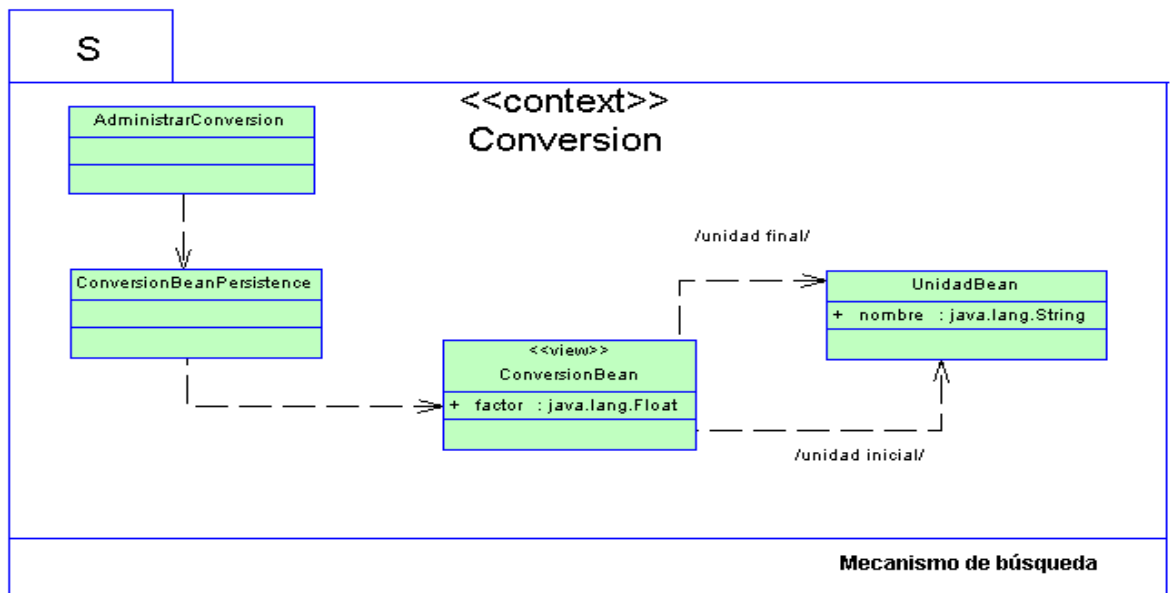 S
<<context>>
Conversion
AdministrarConversion
/unidad final/
ConversionBeanPersistence
UnidadBean
+ nombre : java.lang.String
<<view>>
ConversionBean
+ factor : java.lang.Float
/unidad inicial/
Mecanismo de búsqueda